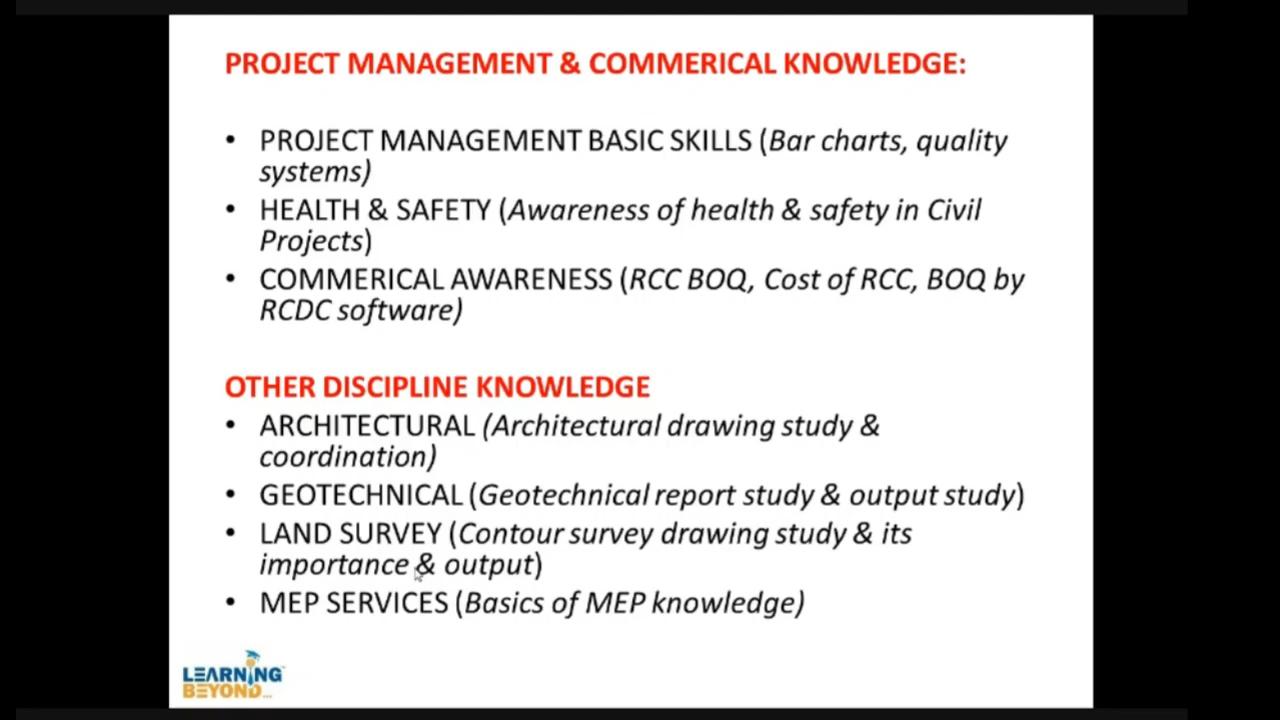 PROJECT MANAGEMENT & COMMERICAL KNOWLEDGE:
• PROJECT MANAGEMENT BASIC SKILLS (Bar charts, quality
systems)
• HEALTH & SAFETY (Awareness of health & safety in Civil
Projects)
• COMMERICAL AWARENESS (RCC BOQ, Cost of RCC, BOQ by
RCDC software)
OTHER DISCIPLINE KNOWLEDGE
• ARCHITECTURAL (Architectural drawing study &
coordination)
• GEOTECHNICAL (Geotechnical report study & output study)
• LAND SURVEY (Contour survey drawing study & its
importance & output)
• MEP SERVICES (Basics of MEP knowledge)
LEARNING
BEYOND...